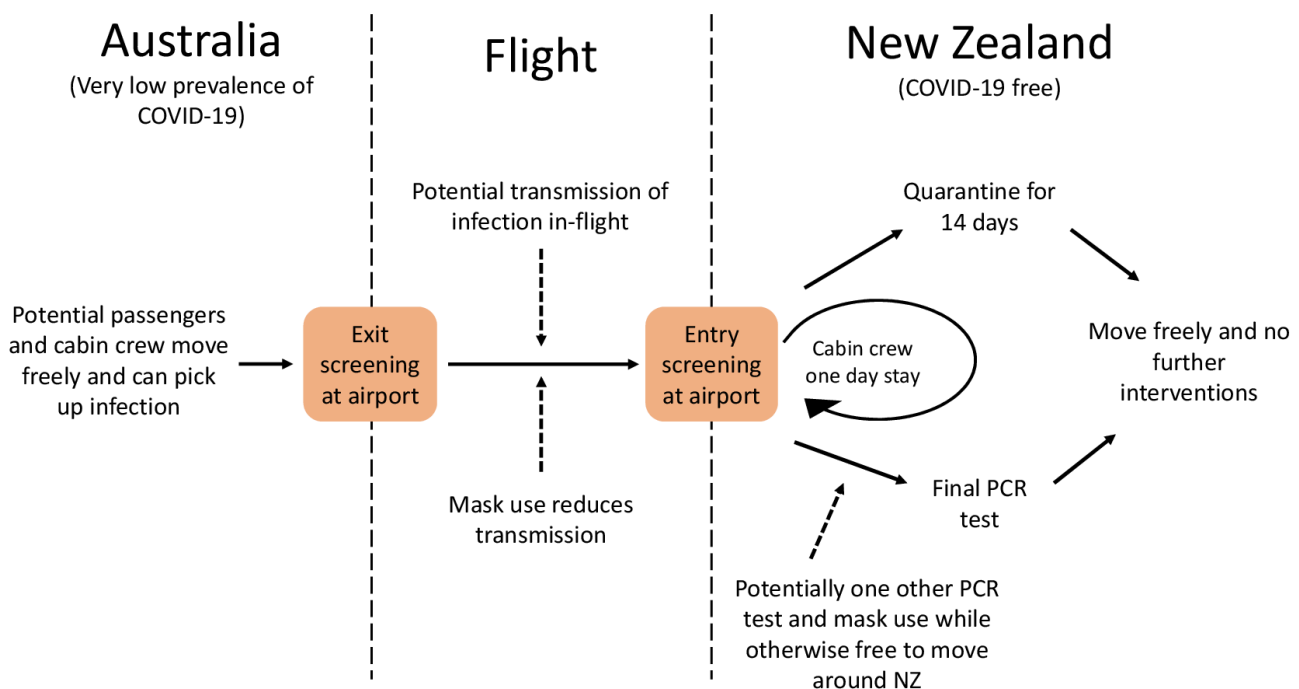 Australia
(Very low prevalence of
COVID-19)
Flight
New Zealand
(COVID-19 free)
Potential passengers
and cabin crew move
freely and can pick
up infection
Exit
screening
at airport
Potential transmission of
infection in-flight
Mask use reduces
transmission
Entry
screening
at airport
Quarantine for
14 days
Cabin crew
one day stay
Final PCR
test
Potentially one other PCR
test and mask use while
otherwise free to move
around NZ
Move freely and no
further
interventions